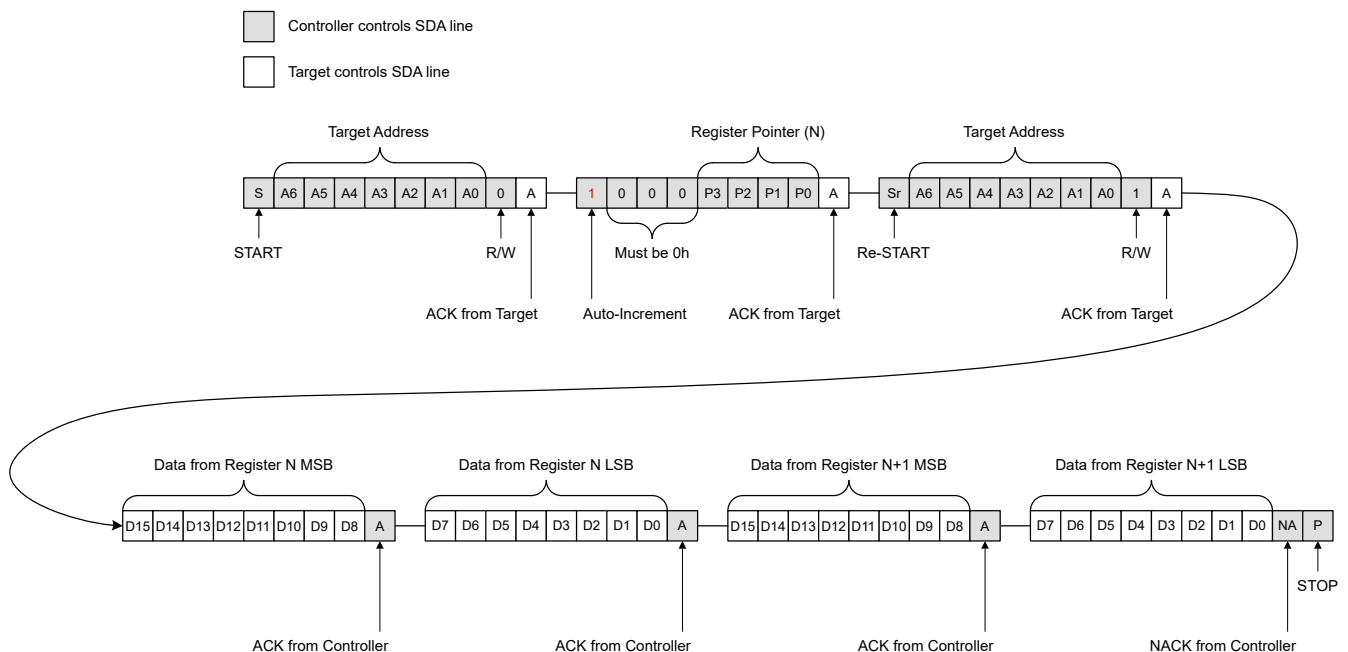 Controller controls SDA line
Target controls SDA line
Target Address Register Pointer (N) Target Address
S A6 A5 A4 A3 A2 A1 A0 0 A 1 0 0 0 P3 P2 P1 P0 A Sr A6 A5 A4 A3 A2 A1 A0 1 A
START R/W Must be 0h Re-START R/W
ACK from Target Auto-Increment ACK from Target ACK from Target
Data from Register N MSB Data from Register N LSB Data from Register N+1 MSB Data from Register N+1 LSB
D15 D14 D13 D12 D11 D10 D9 D8 A D7 D6 D5 D4 D3 D2 D1 D0 A D15 D14 D13 D12 D11 D10 D9 D8 A D7 D6 D5 D4 D3 D2 D1 D0 NA P
STOP
ACK from Controller ACK from Controller ACK from Controller NACK from Controller